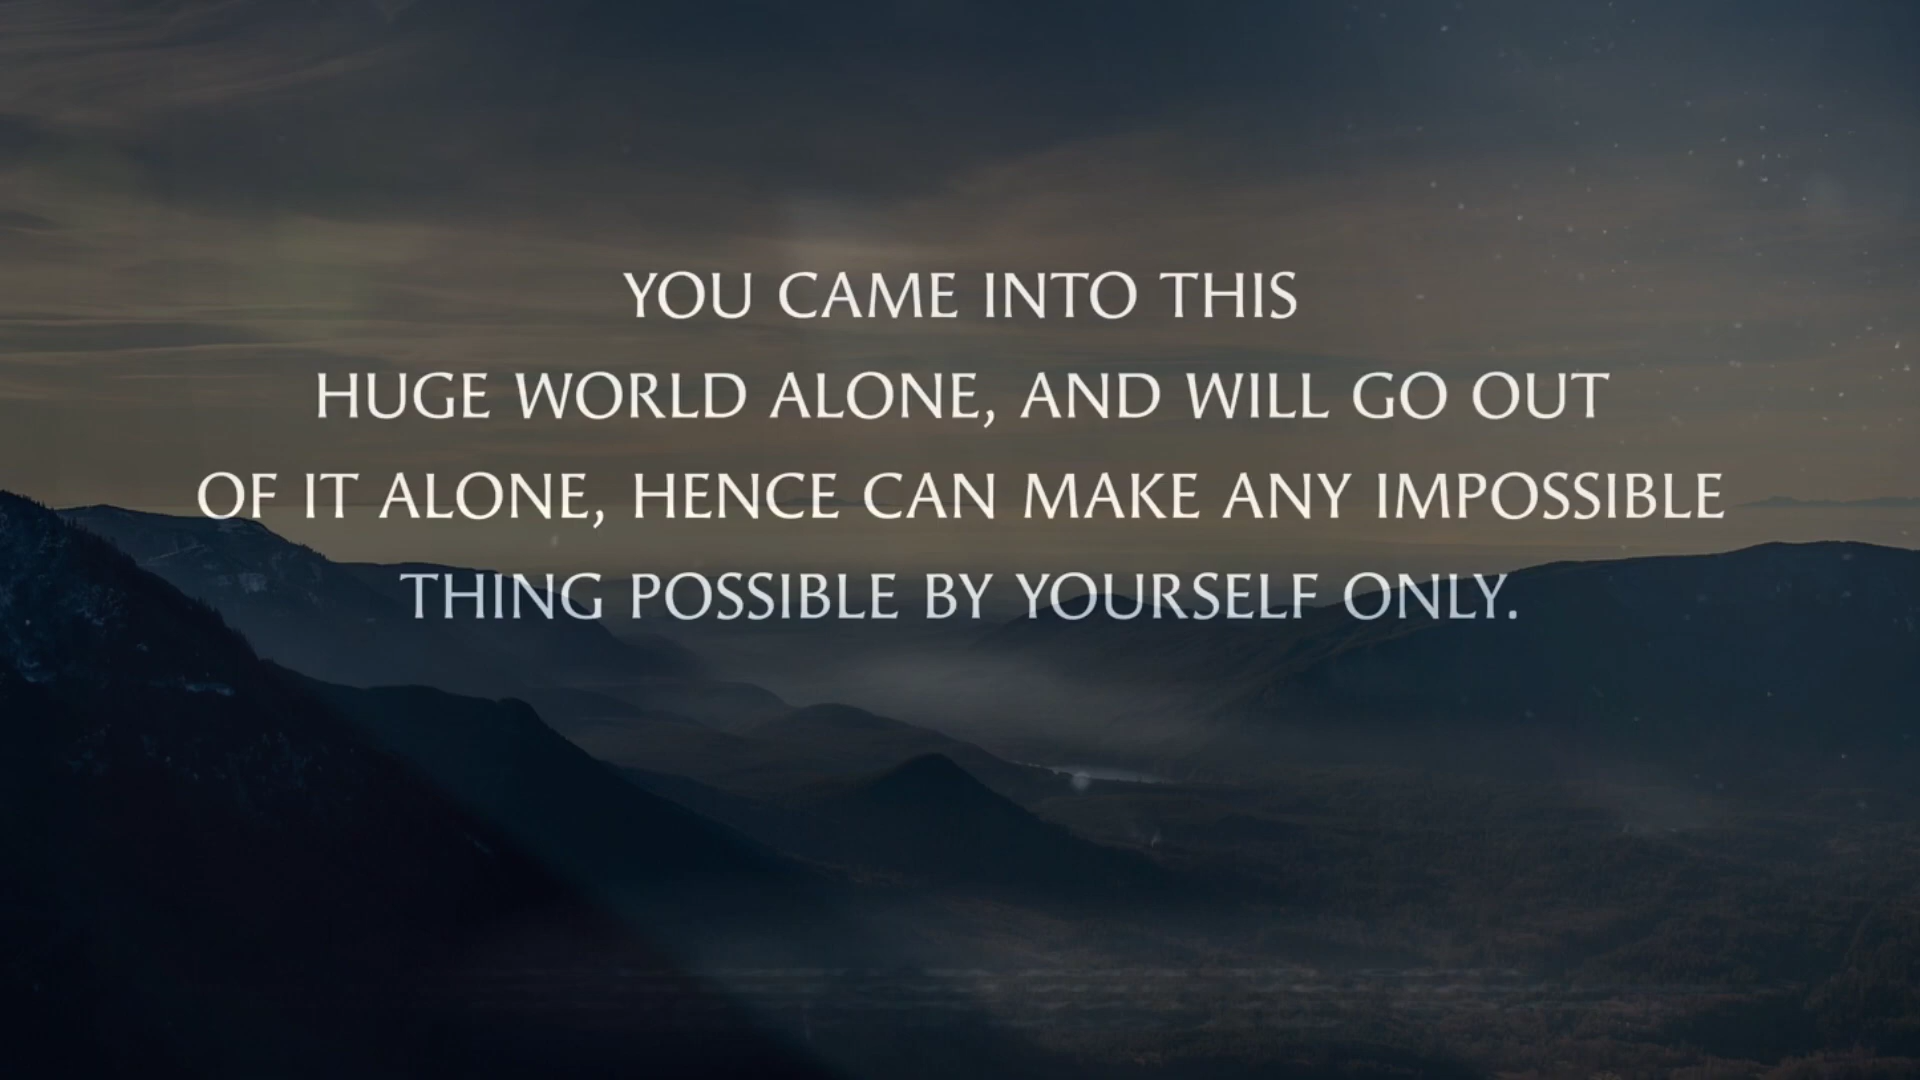 YOU CAME INTO THIS
HUGE WORLD ALONE, AND WILL GO OUT
OF IT ALONE, HENCE CAN MAKE ANY IMPOSSIBLE
THING POSSIBLE BY YOURSELF ONLY.